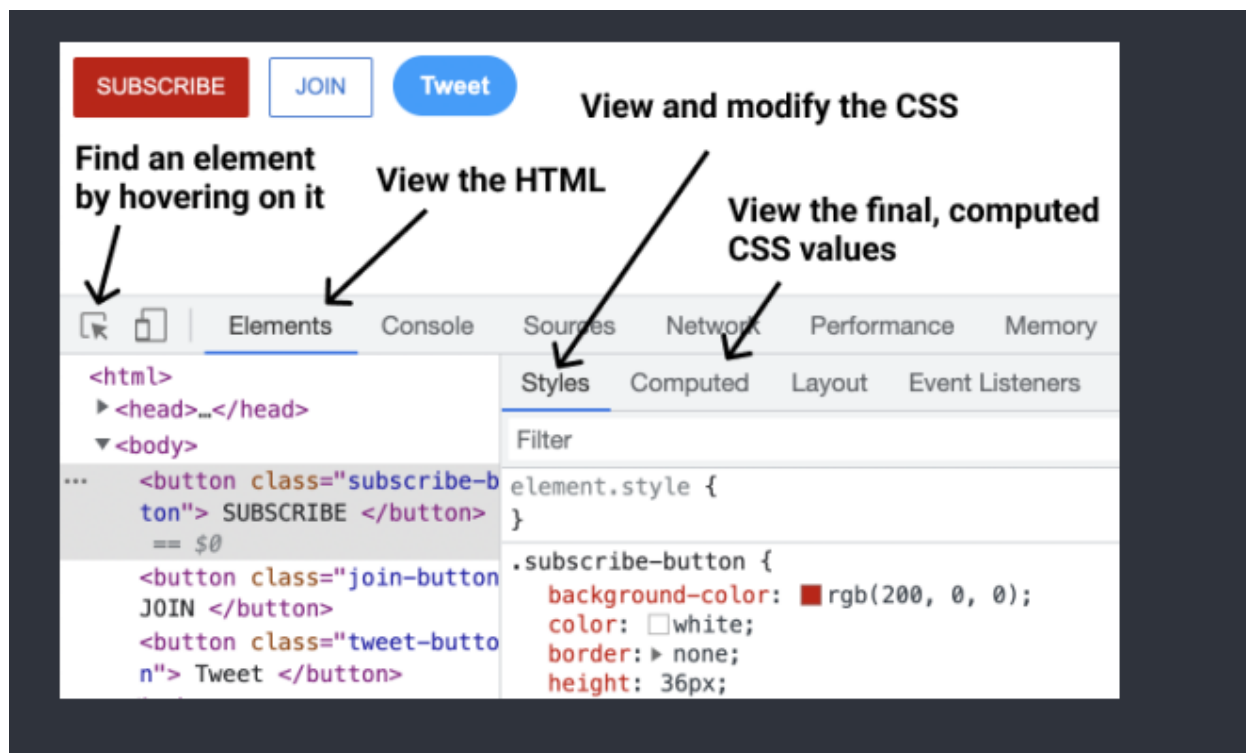 SUBSCRIBE JOIN Tweet
View and modify the CSS
Find an element
by hovering on it
View the HTML
View the final, computed
CSS values
Elements Console Sources Network Performance Memory
<html>
<head>…</head>
<body>
<button class="subscribe-b
ton"> SUBSCRIBE </button>
== $0
<button class="join-button
JOIN </button>
<button class="tweet-butto
n"> Tweet </button>
Styles Computed Layout Event Listeners
Filter
element.style {
}
.subscribe-button {
background-color: rgb(200, 0, 0);
color: white;
border: none;
height: 36px;